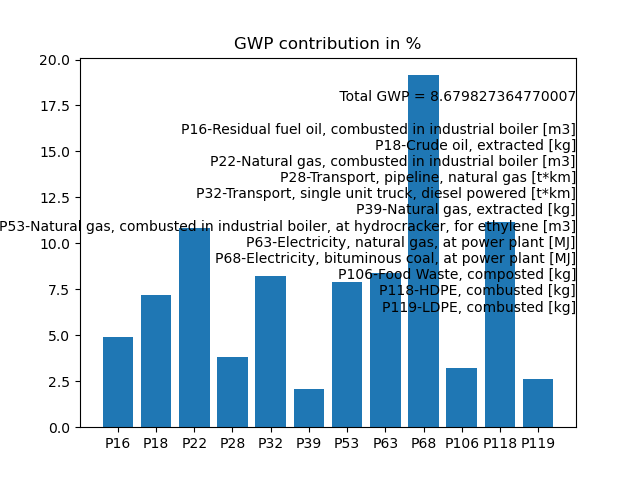 GWP contribution in %
20.0
Total GWP = 8.679827364770007
17.5
P16-Residual fuel oil, combusted in industrial boiler [m3]
P18-Crude oil, extracted [kg]
15.0
P22-Natural gas, combusted in industrial boiler [m3]
P28-Transport, pipeline, natural gas [t*km]
P32-Transport, single unit truck, diesel powered [t*km]
12.5
P39-Natural gas, extracted [kg]
P53-Natural gas, combusted in industrial boiler, at hydrocracker, for ethylene [m3]
10.0
P63-Electricity, natural gas, at power plant [MJ]
P68-Electricity, bituminous coal, at power plant [MJ]
P106-Food Waste, composted [kg]
7.5
P118-HDPE, combusted [kg]
P119-LDPE, combusted [kg]
5.0
2.5
0.0
P16 P18 P22 P28 P32 P39 P53 P63 P68 P106 P118 P119